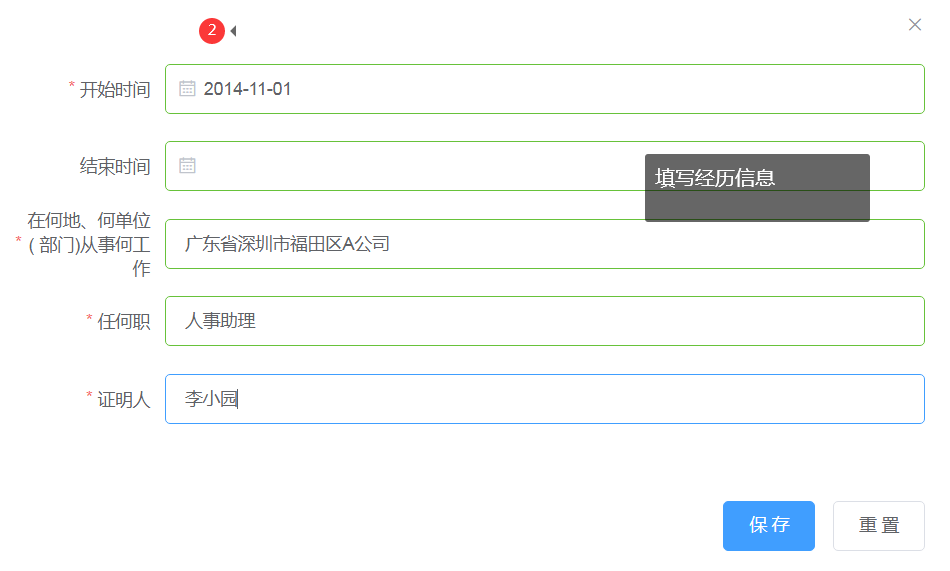 2
* 开始时间 2014-11-01
结束时间
填写经历信息
在何地、何单位
* ( 部门)从事何工
作
广东省深圳市福田区A公司
* 任何职 人事助理
* 证明人 李小园
保存 重置